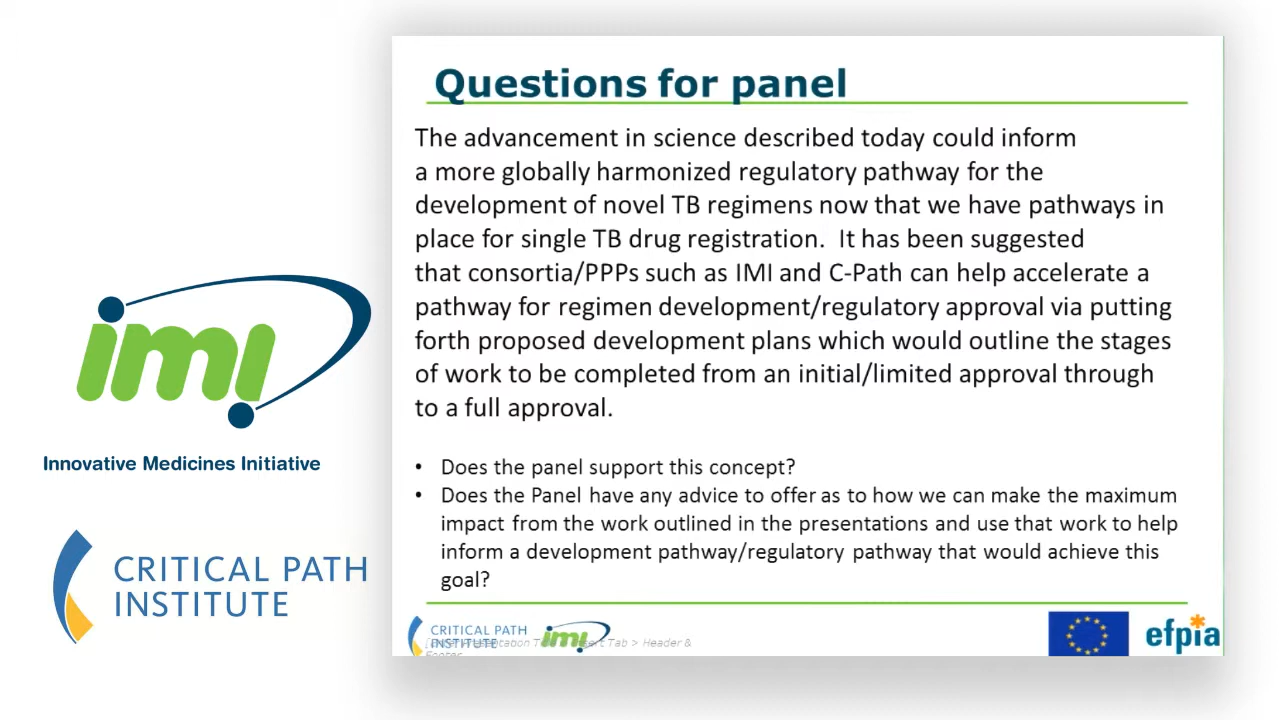 Questions for panel
The advancement in science described today could inform
a more globally harmonized regulatory pathway for the
development of novel TB regimens now that we have pathways in
place for single TB drug registration.  It has been suggested
that consortia/PPPs such as IMI and C-Path can help accelerate a
pathway for regimen development/regulatory approval via putting
forth proposed development plans which would outline the stages
of work to be completed from an initial/limited approval through
to a full approval.
• Does the panel support this concept?
• Does the Panel have any advice to offer as to how we can make the maximum
impact from the work outlined in the presentations and use that work to help
inform a development pathway/regulatory pathway that would achieve this
goal?
imi
Innovative Medicines Initiative
CRITICAL PATH
INSTITUTE
CRITICAL PATH
INSTITUTE
imi
Tab > Header &
efpia